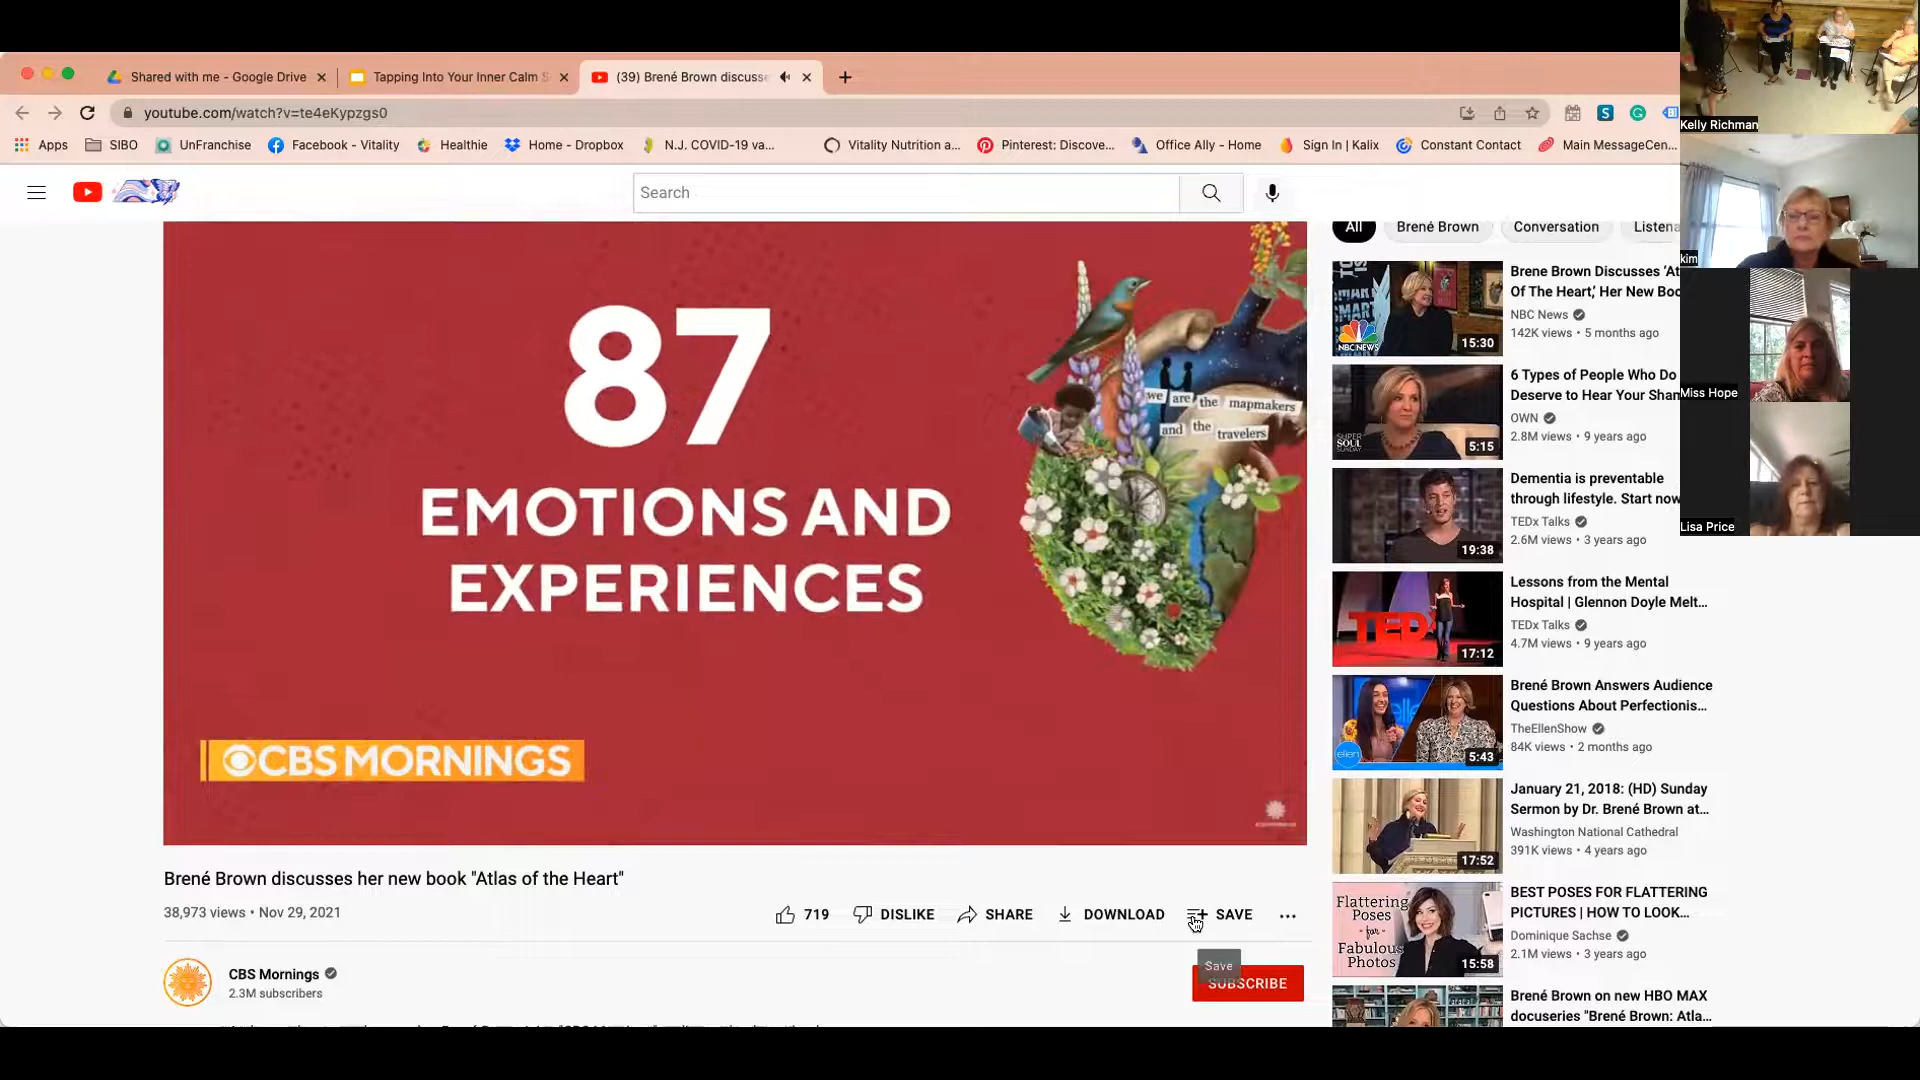 Shared with me - Google Drive
Tapping Into Your Inner Calm S
(39) Brené Brown discusse
youtube.com/watch?v=te4eKypzgs0
Apps
SIBO
UnFranchise
Facebook - Vitality
Healthie
Home - Dropbox
N.J. COVID-19 va...
Vitality Nutrition a...
Pinterest: Discove...
Office Ally - Home
Sign In | Kalix
Constant Contact
Main MessageCen...
Search
87
EMOTIONS AND
EXPERIENCES
we are the mapmakers
and the travelers
CBS MORNINGS
Brené Brown discusses her new book "Atlas of the Heart"
38,973 views • Nov 29, 2021
719
DISLIKE
SHARE
DOWNLOAD
SAVE
Save
CBS Mornings
2.3M subscribers
SUBSCRIBE
All
Brené Brown
Conversation
Listena
Brene Brown Discusses 'At
Of The Heart,' Her New Boo
NBC News
142K views • 5 months ago
NBC NEWS
15:30
6 Types of People Who Do
Deserve to Hear Your Shan
OWN
2.8M views • 9 years ago
SUPER
SOUL
SUNDAY
5:15
Dementia is preventable
through lifestyle. Start now
TEDx Talks
2.6M views • 3 years ago
19:38
Lessons from the Mental
Hospital | Glennon Doyle Melt...
TEDx Talks
4.7M views • 9 years ago
TED
17:12
Brené Brown Answers Audience
Questions About Perfectionis...
TheEllenShow
84K views • 2 months ago
ellen
5:43
January 21, 2018: (HD) Sunday
Sermon by Dr. Brené Brown at...
Washington National Cathedral
391K views • 4 years ago
17:52
BEST POSES FOR FLATTERING
PICTURES | HOW TO LOOK...
Dominique Sachse
2.1M views • 3 years ago
Flattering
Poses
- for -
Fabulous
Photos
15:58
Brené Brown on new HBO MAX
docuseries "Brené Brown: Atla...
Kelly Richman
kim
Miss Hope
Lisa Price